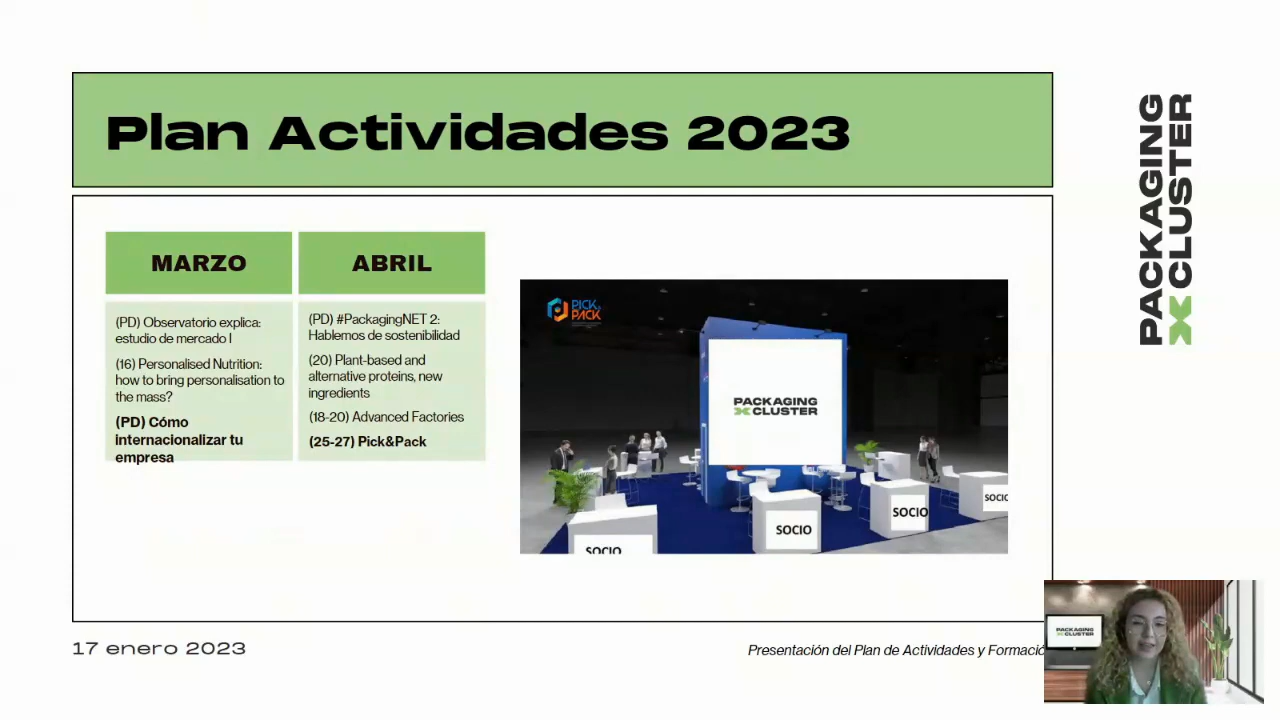 Plan Actividades 2023
PACKAGING
CLUSTER
MARZO
(PD) Observatorio explica:
estudio de mercado I
(16) Personalised Nutrition:
how to bring personalisation to
the mass?
(PD) Cómo
internacionalizar tu
empresa
ABRIL
(PD) #PackagingNET 2:
Hablemos de sostenibilidad
(20) Plant-based and
alternative proteins, new
ingredients
(18-20) Advanced Factories
(25-27) Pick&Pack
PICK&
PACK
PACKAGING
CLUSTER
SOCIO
SOCIO
SOCIO
SOCIO
17 enero 2023
Presentación del Plan de Actividades y Formació
PACKAGING
CLUSTER